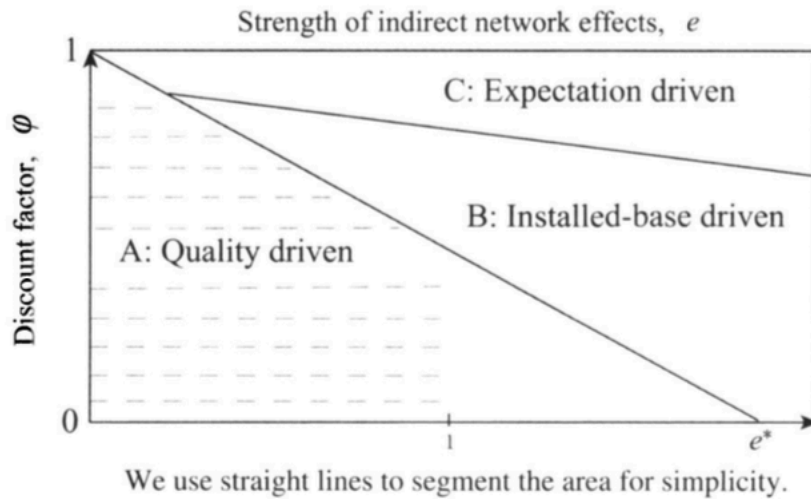 Strength of indirect network effects, e
1
C: Expectation driven
Discount factor, φ
B: Installed-base driven
A: Quality driven
0
1
e*
We use straight lines to segment the area for simplicity.